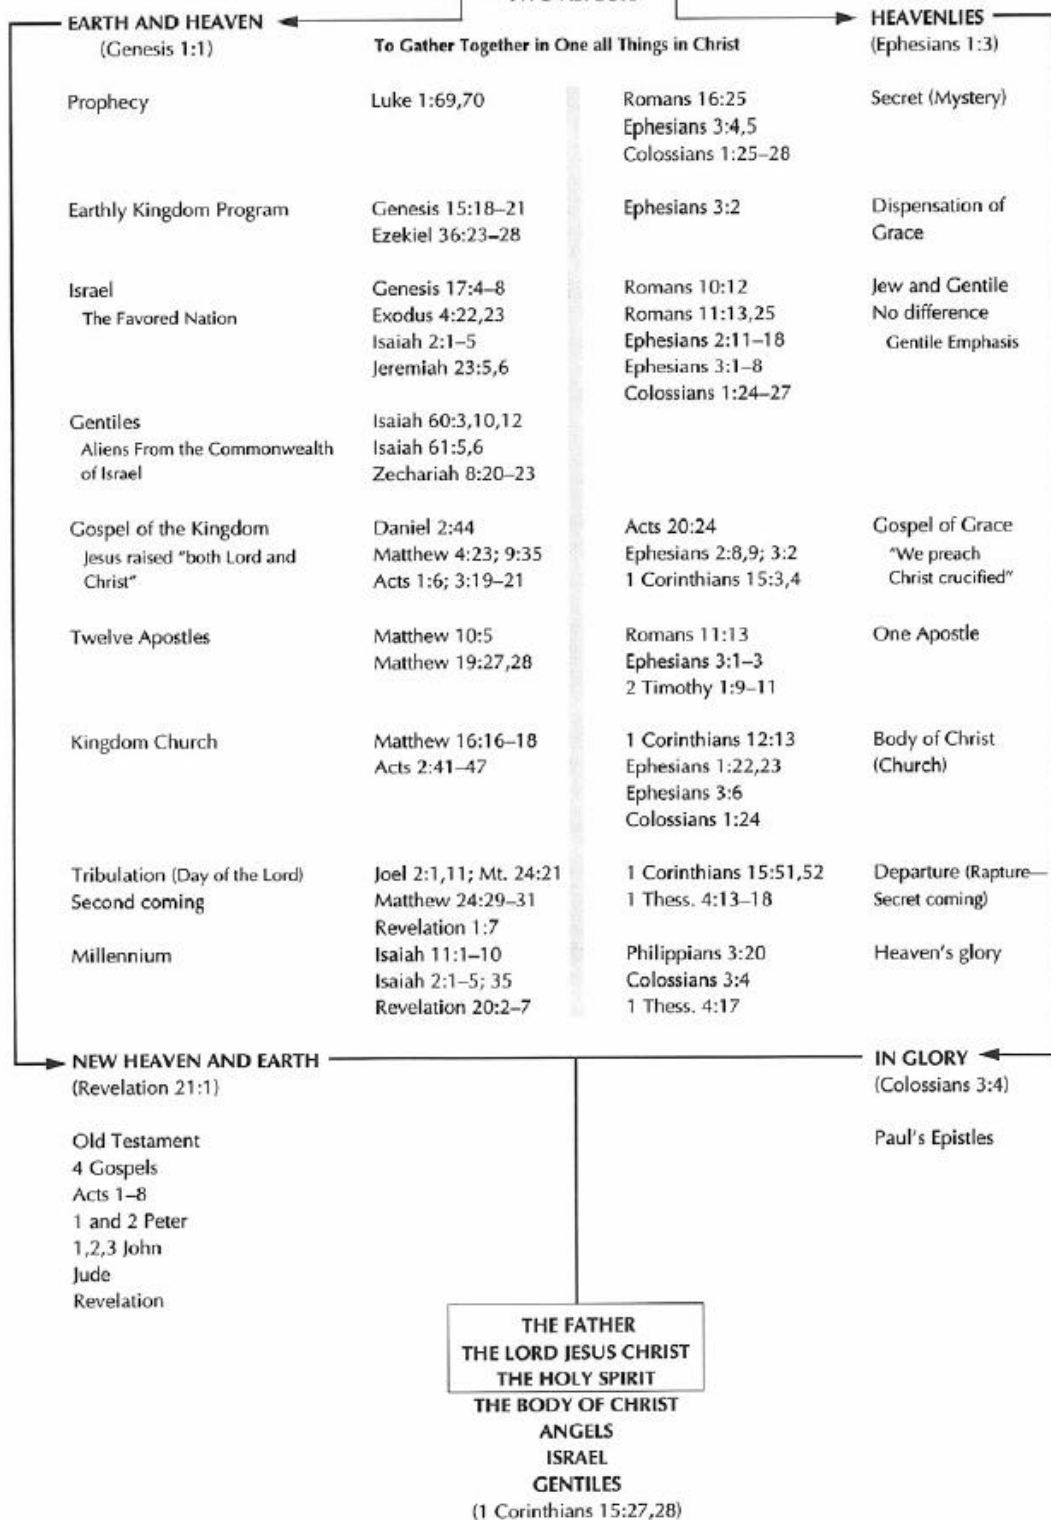 EARTH AND HEAVEN
(Genesis 1:1)
HEAVENLIES
(Ephesians 1:3)
To Gather Together in One all Things in Christ
Prophecy
Luke 1:69,70
Romans 16:25
Ephesians 3:4,5
Colossians 1:25–28
Secret (Mystery)
Earthly Kingdom Program
Genesis 15:18–21
Ezekiel 36:23–28
Ephesians 3:2
Dispensation of
Grace
Israel
The Favored Nation
Genesis 17:4–8
Exodus 4:22,23
Isaiah 2:1–5
Jeremiah 23:5,6
Romans 10:12
Romans 11:13,25
Ephesians 2:11–18
Ephesians 3:1–8
Colossians 1:24–27
Jew and Gentile
No difference
Gentile Emphasis
Gentiles
Aliens From the Commonwealth
of Israel
Isaiah 60:3,10,12
Isaiah 61:5,6
Zechariah 8:20–23
Gospel of the Kingdom
Jesus raised "both Lord and
Christ"
Daniel 2:44
Matthew 4:23; 9:35
Acts 1:6; 3:19–21
Acts 20:24
Ephesians 2:8,9; 3:2
1 Corinthians 15:3,4
Gospel of Grace
"We preach
Christ crucified"
Twelve Apostles
Matthew 10:5
Matthew 19:27,28
Romans 11:13
Ephesians 3:1–3
2 Timothy 1:9–11
One Apostle
Kingdom Church
Matthew 16:16–18
Acts 2:41–47
1 Corinthians 12:13
Ephesians 1:22,23
Ephesians 3:6
Colossians 1:24
Body of Christ
(Church)
Tribulation (Day of the Lord)
Second coming
Joel 2:1,11; Mt. 24:21
Matthew 24:29–31
Revelation 1:7
1 Corinthians 15:51,52
1 Thess. 4:13–18
Departure (Rapture—
Secret coming)
Millennium
Isaiah 11:1–10
Isaiah 2:1–5; 35
Revelation 20:2–7
Philippians 3:20
Colossians 3:4
1 Thess. 4:17
Heaven's glory
NEW HEAVEN AND EARTH
(Revelation 21:1)
IN GLORY
(Colossians 3:4)
Old Testament
4 Gospels
Acts 1–8
1 and 2 Peter
1,2,3 John
Jude
Revelation
Paul's Epistles
THE FATHER
THE LORD JESUS CHRIST
THE HOLY SPIRIT
THE BODY OF CHRIST
ANGELS
ISRAEL
GENTILES
(1 Corinthians 15:27,28)